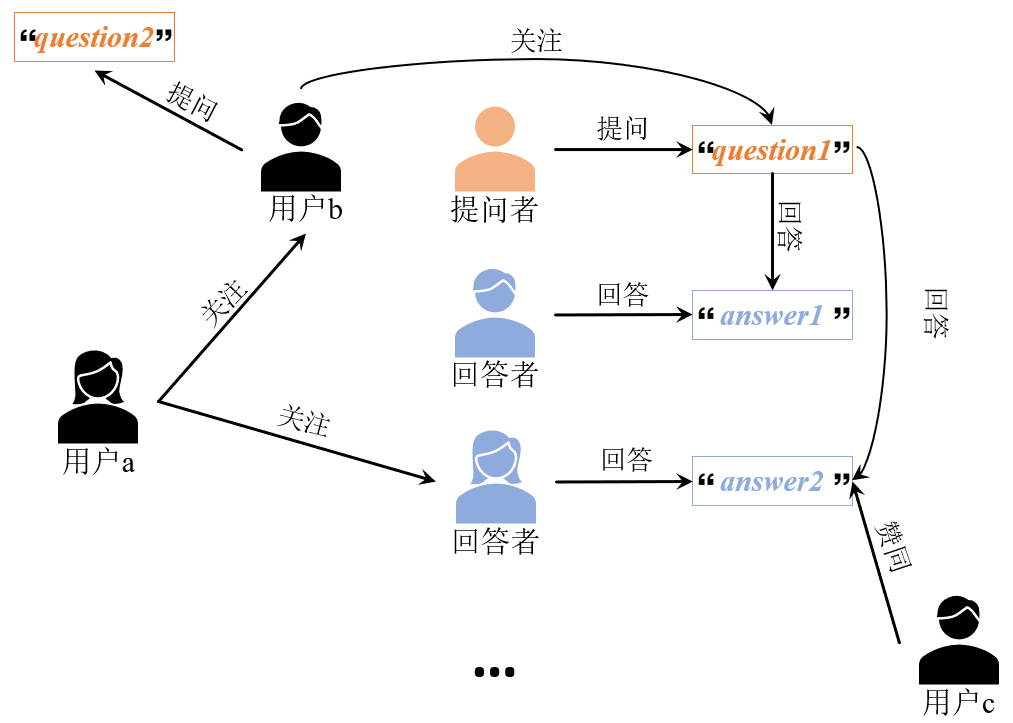 “question2”
关注
提问
提问
“question1”
用户b
提问者
回答
关注
回答
“ answer1 ”
回答
回答者
关注
用户a
回答
“ answer2 ”
回答者
赞同
...
用户c